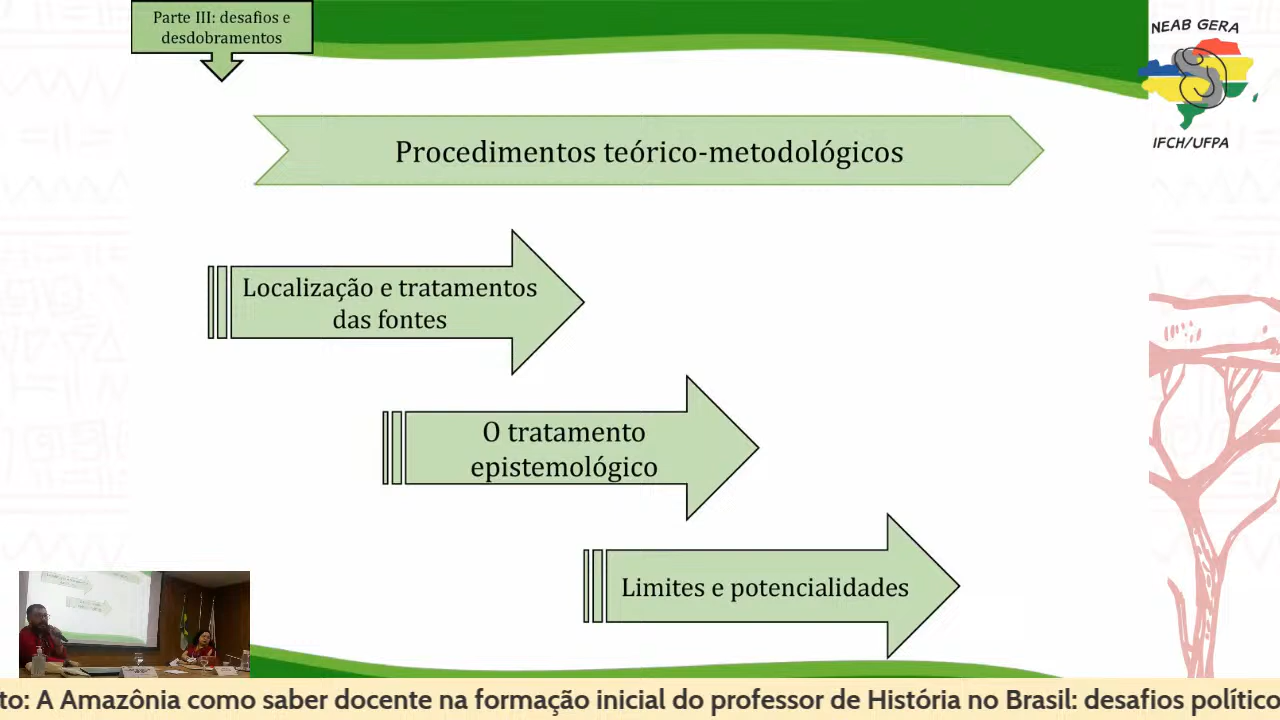 Parte III: desafios e
desdobramentos
NEAB GERA
IFCH/UFPA
Procedimentos teórico-metodológicos
Localização e tratamentos
das fontes
O tratamento
epistemológico
Limites e potencialidades
to: A Amazônia como saber docente na formação inicial do professor de História no Brasil: desafios político